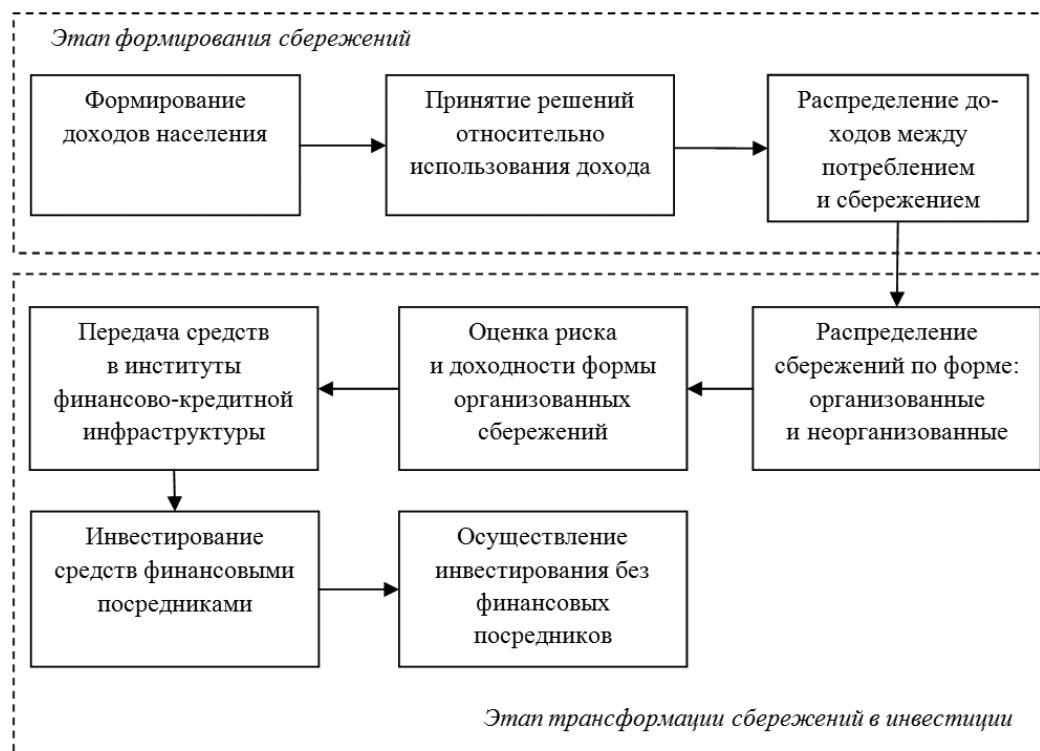 Этап формирования сбережений
Формирование
доходов населения
Принятие решений
относительно
использования дохода
Распределение до-
ходов между
потреблением
и сбережением
Распределение
сбережений по форме:
организованные
и неорганизованные
Оценка риска
и доходности формы
организованных
сбережений
Передача средств
в институты
финансово-кредитной
инфраструктуры
Инвестирование
средств финансовыми
посредниками
Осуществление
инвестирования без
финансовых
посредников
Этап трансформации сбережений в инвестиции